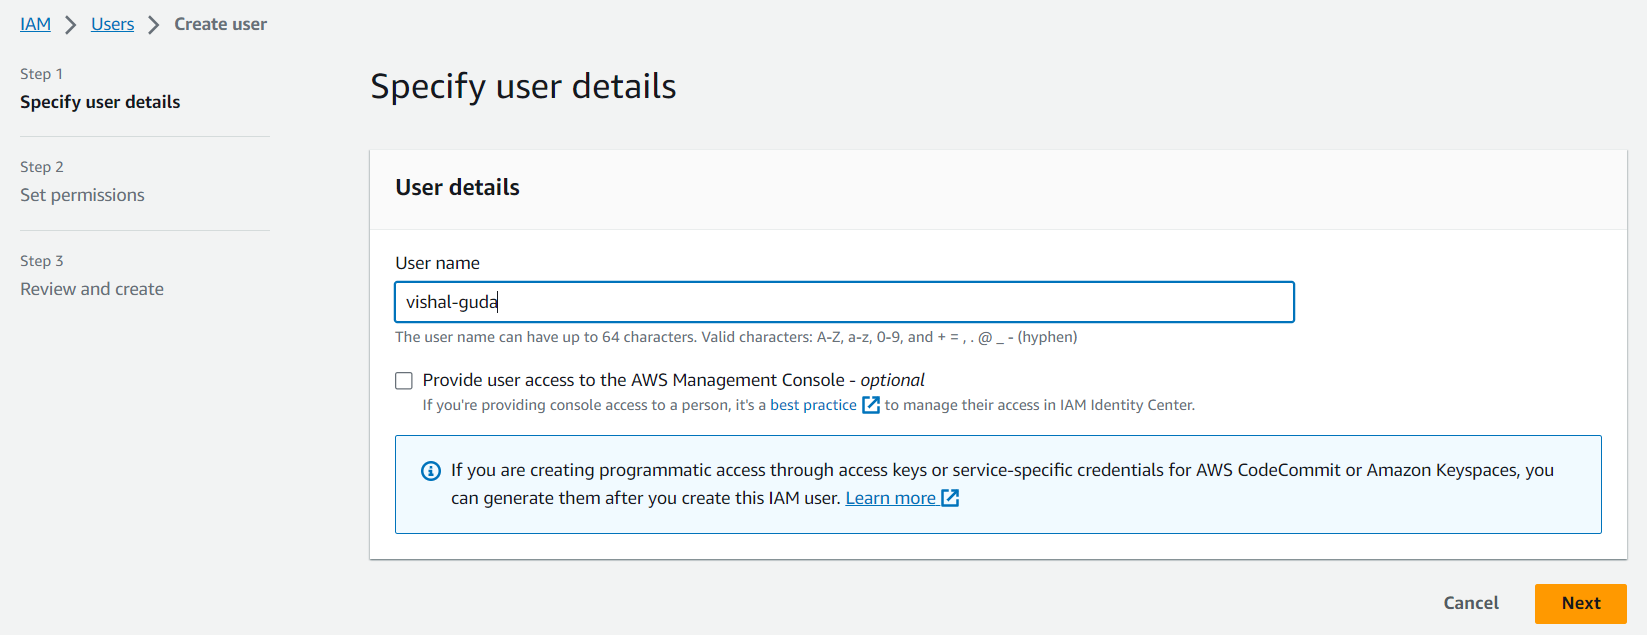 IAM > Users > Create user
Step 1
Specify user details
Step 2
Set permissions
Step 3
Review and create
Specify user details
User details
User name
vishal-guda
The user name can have up to 64 characters. Valid characters: A-Z, a-z, 0-9, and + = , . @ _ - (hyphen)
Provide user access to the AWS Management Console - optional
If you're providing console access to a person, it's a best practice to manage their access in IAM Identity Center.
If you are creating programmatic access through access keys or service-specific credentials for AWS CodeCommit or Amazon Keyspaces, you
can generate them after you create this IAM user. Learn more
Cancel
Next